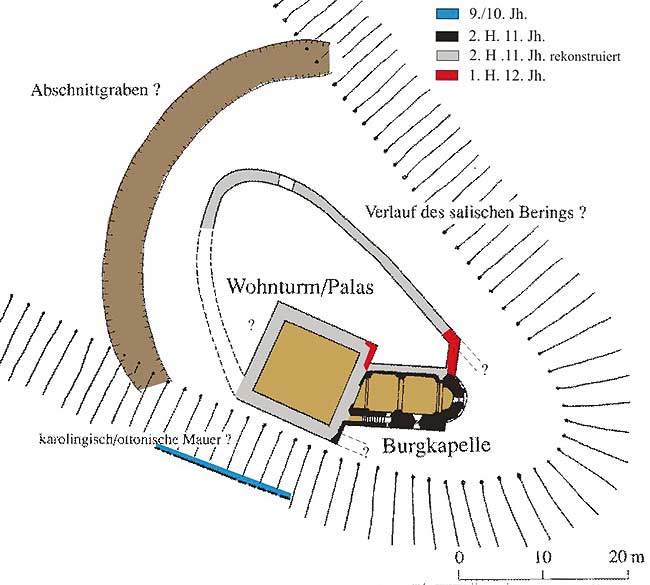 9./10. Jh.
2. H. 11. Jh.
2. H .11. Jh. rekonstruiert
1. H. 12. Jh.
Abschnittgraben ?
Verlauf des salischen Berings ?
Wohnturm/Palas
?
?
karolingisch/ottonische Mauer ?
Burgkapelle
?
0 10 20 m